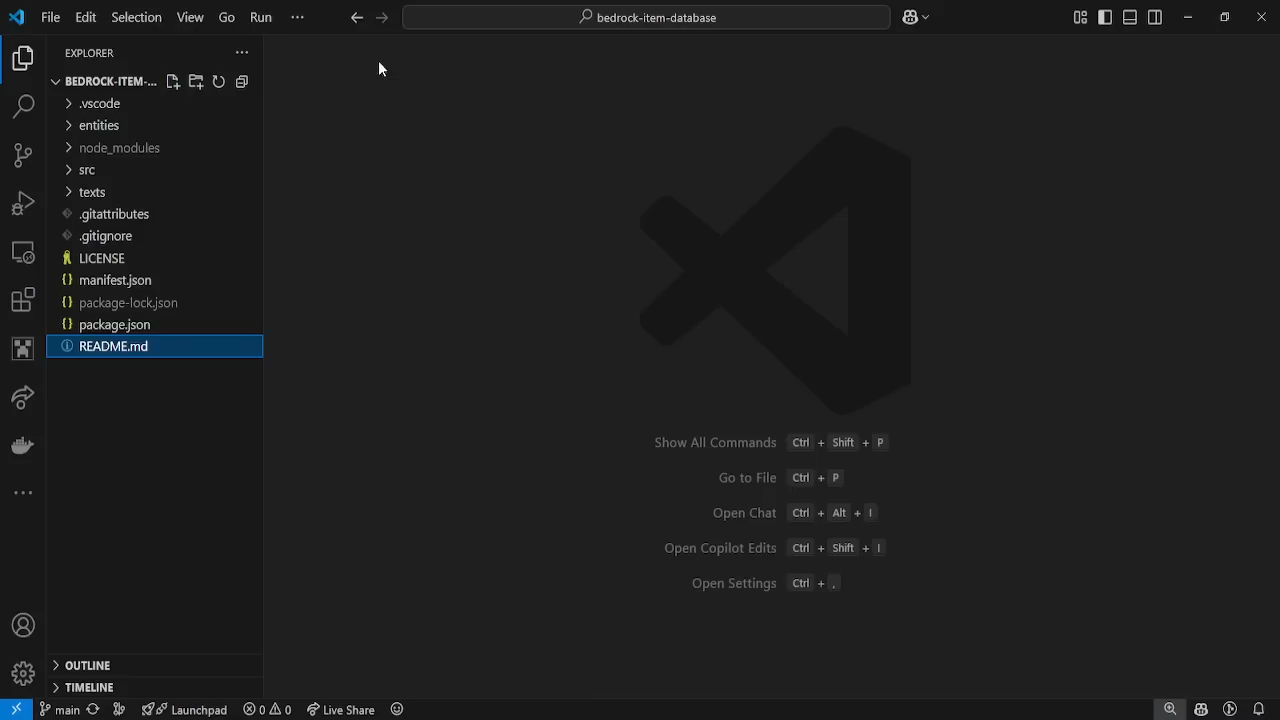 File Edit Selection View Go Run ··· bedrock-item-database
EXPLORER ···
BEDROCK-ITEM-...
.vscode
entities
node_modules
src
texts
.gitattributes
.gitignore
LICENSE
{} manifest.json
{} package-lock.json
{} package.json
README.md
Show All Commands Ctrl + Shift + P
Go to File Ctrl + P
Open Chat Ctrl + Alt + I
Open Copilot Edits Ctrl + Shift + I
Open Settings Ctrl + ,
OUTLINE
TIMELINE
main Launchpad 0 0 Live Share